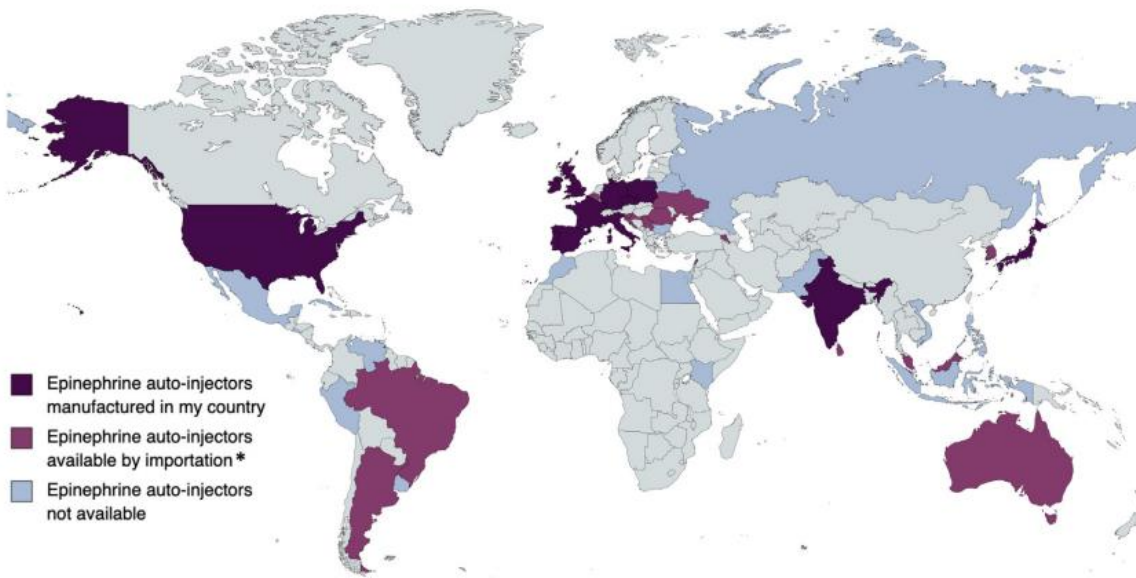 Epinephrine auto-injectors
manufactured in my country
Epinephrine auto-injectors
available by importation*
Epinephrine auto-injectors
not available